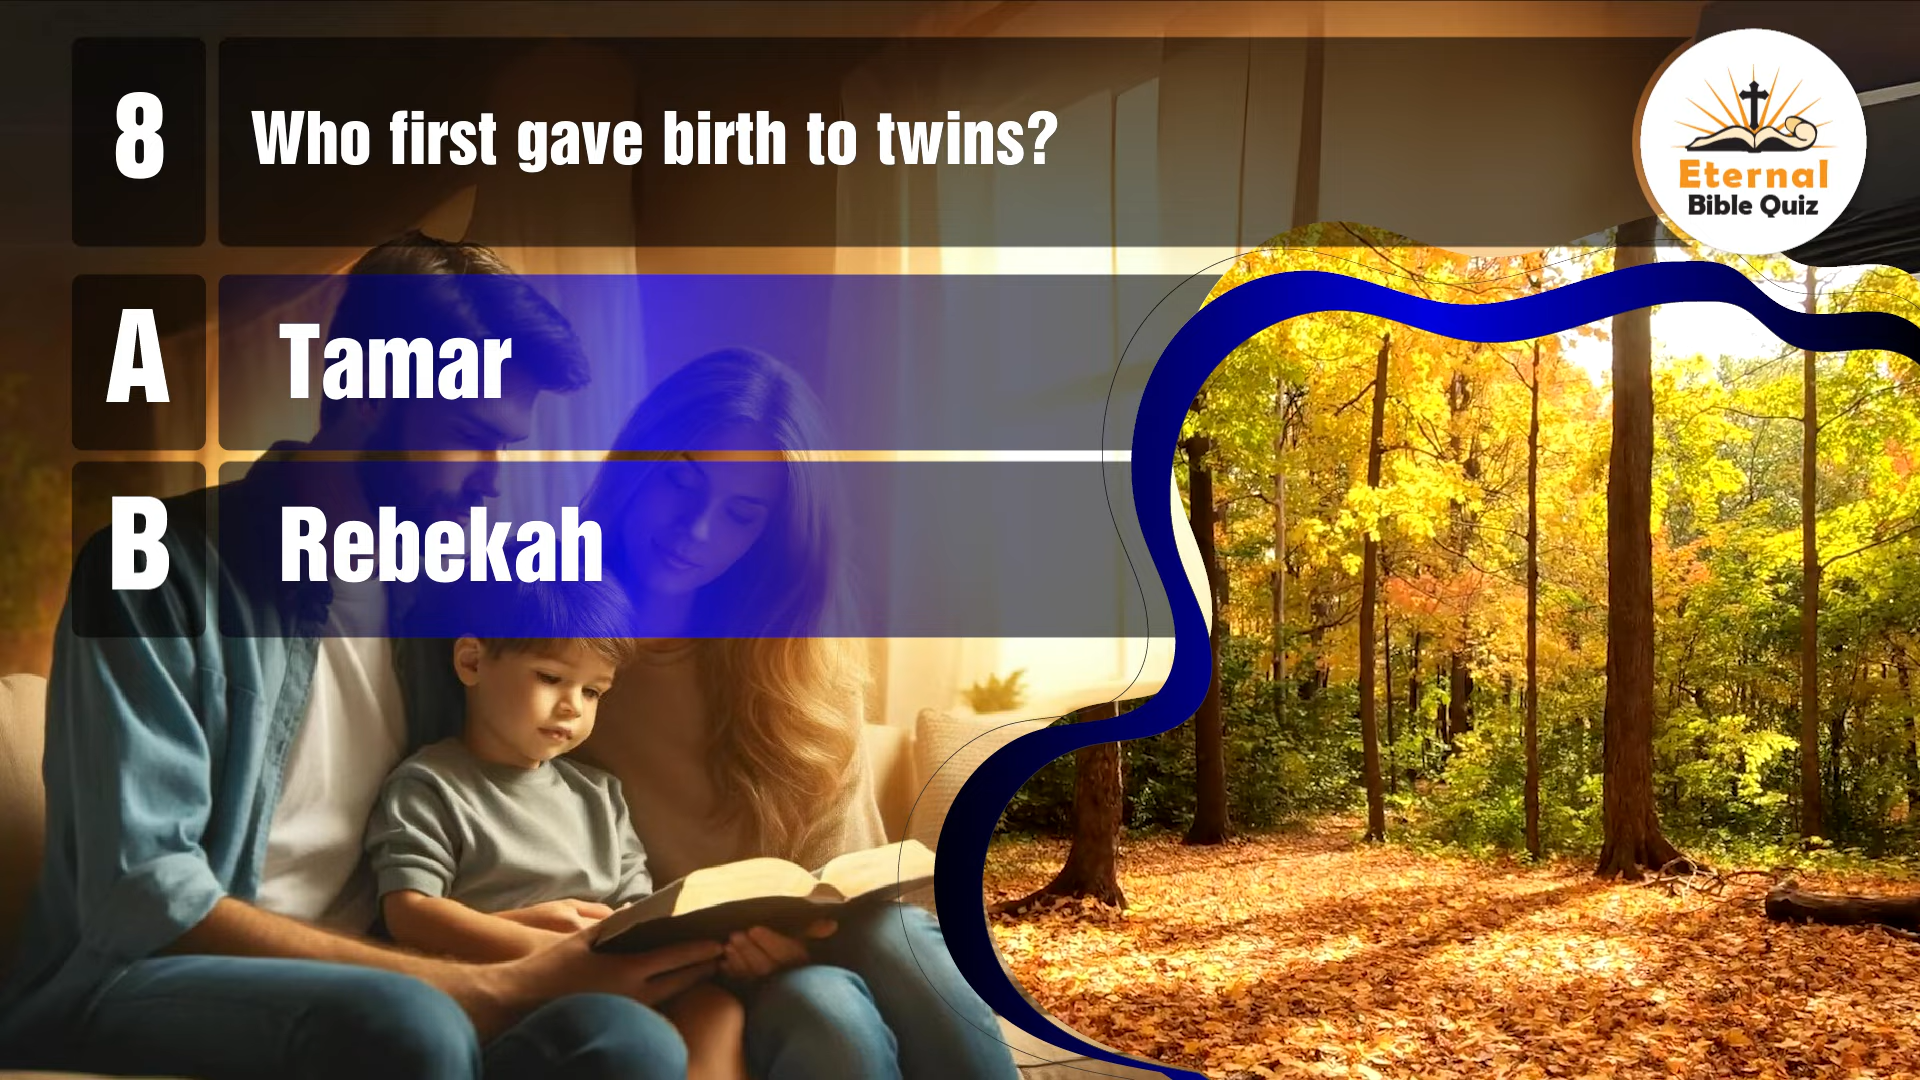 8
Who first gave birth to twins?
Eternal
Bible Quiz
A
Tamar
B
Rebekah